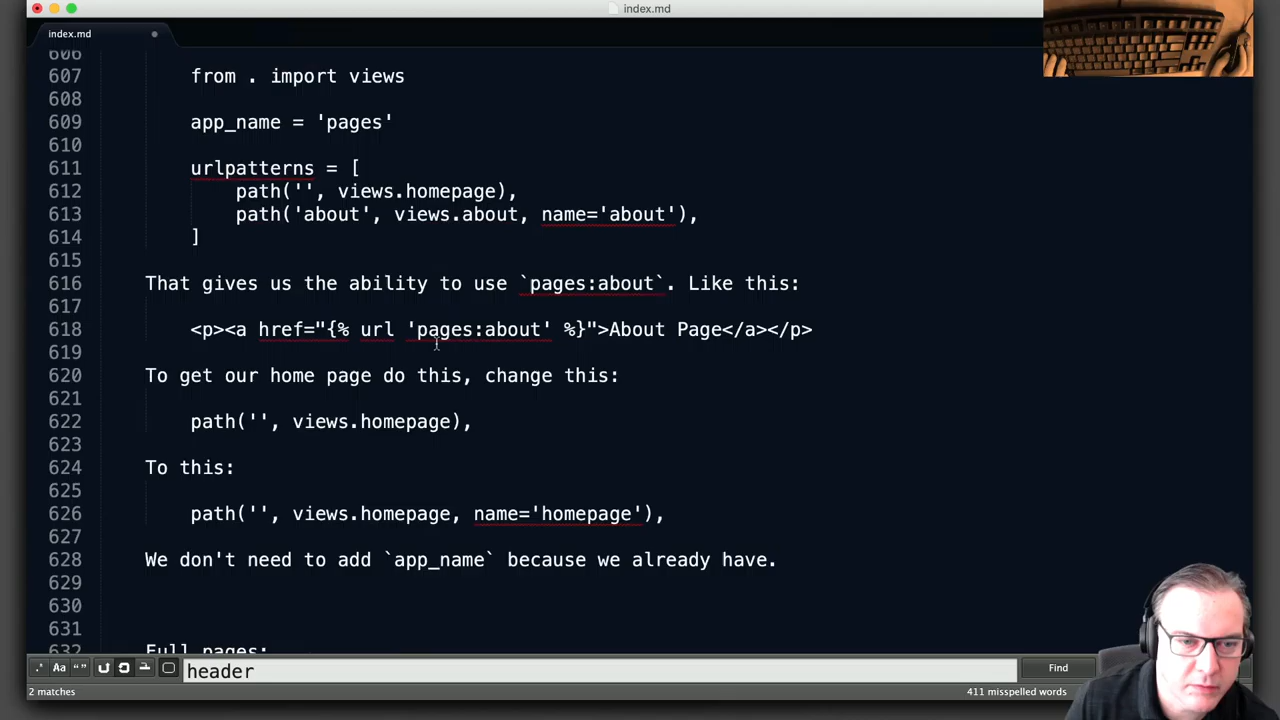 index.md
index.md
606
607 from . import views
608
609 app_name = 'pages'
610
611 urlpatterns = [
612 path('', views.homepage),
613 path('about', views.about, name='about'),
614 ]
615
616 That gives us the ability to use `pages:about`. Like this:
617
618 <p><a href="{% url 'pages:about' %}">About Page</a></p>
619
620 To get our home page do this, change this:
621
622 path('', views.homepage),
623
624 To this:
625
626 path('', views.homepage, name='homepage'),
627
628 We don't need to add `app_name` because we already have.
629
630
631
632 Full pages:
.* Aa “ ” header Find
2 matches 411 misspelled words